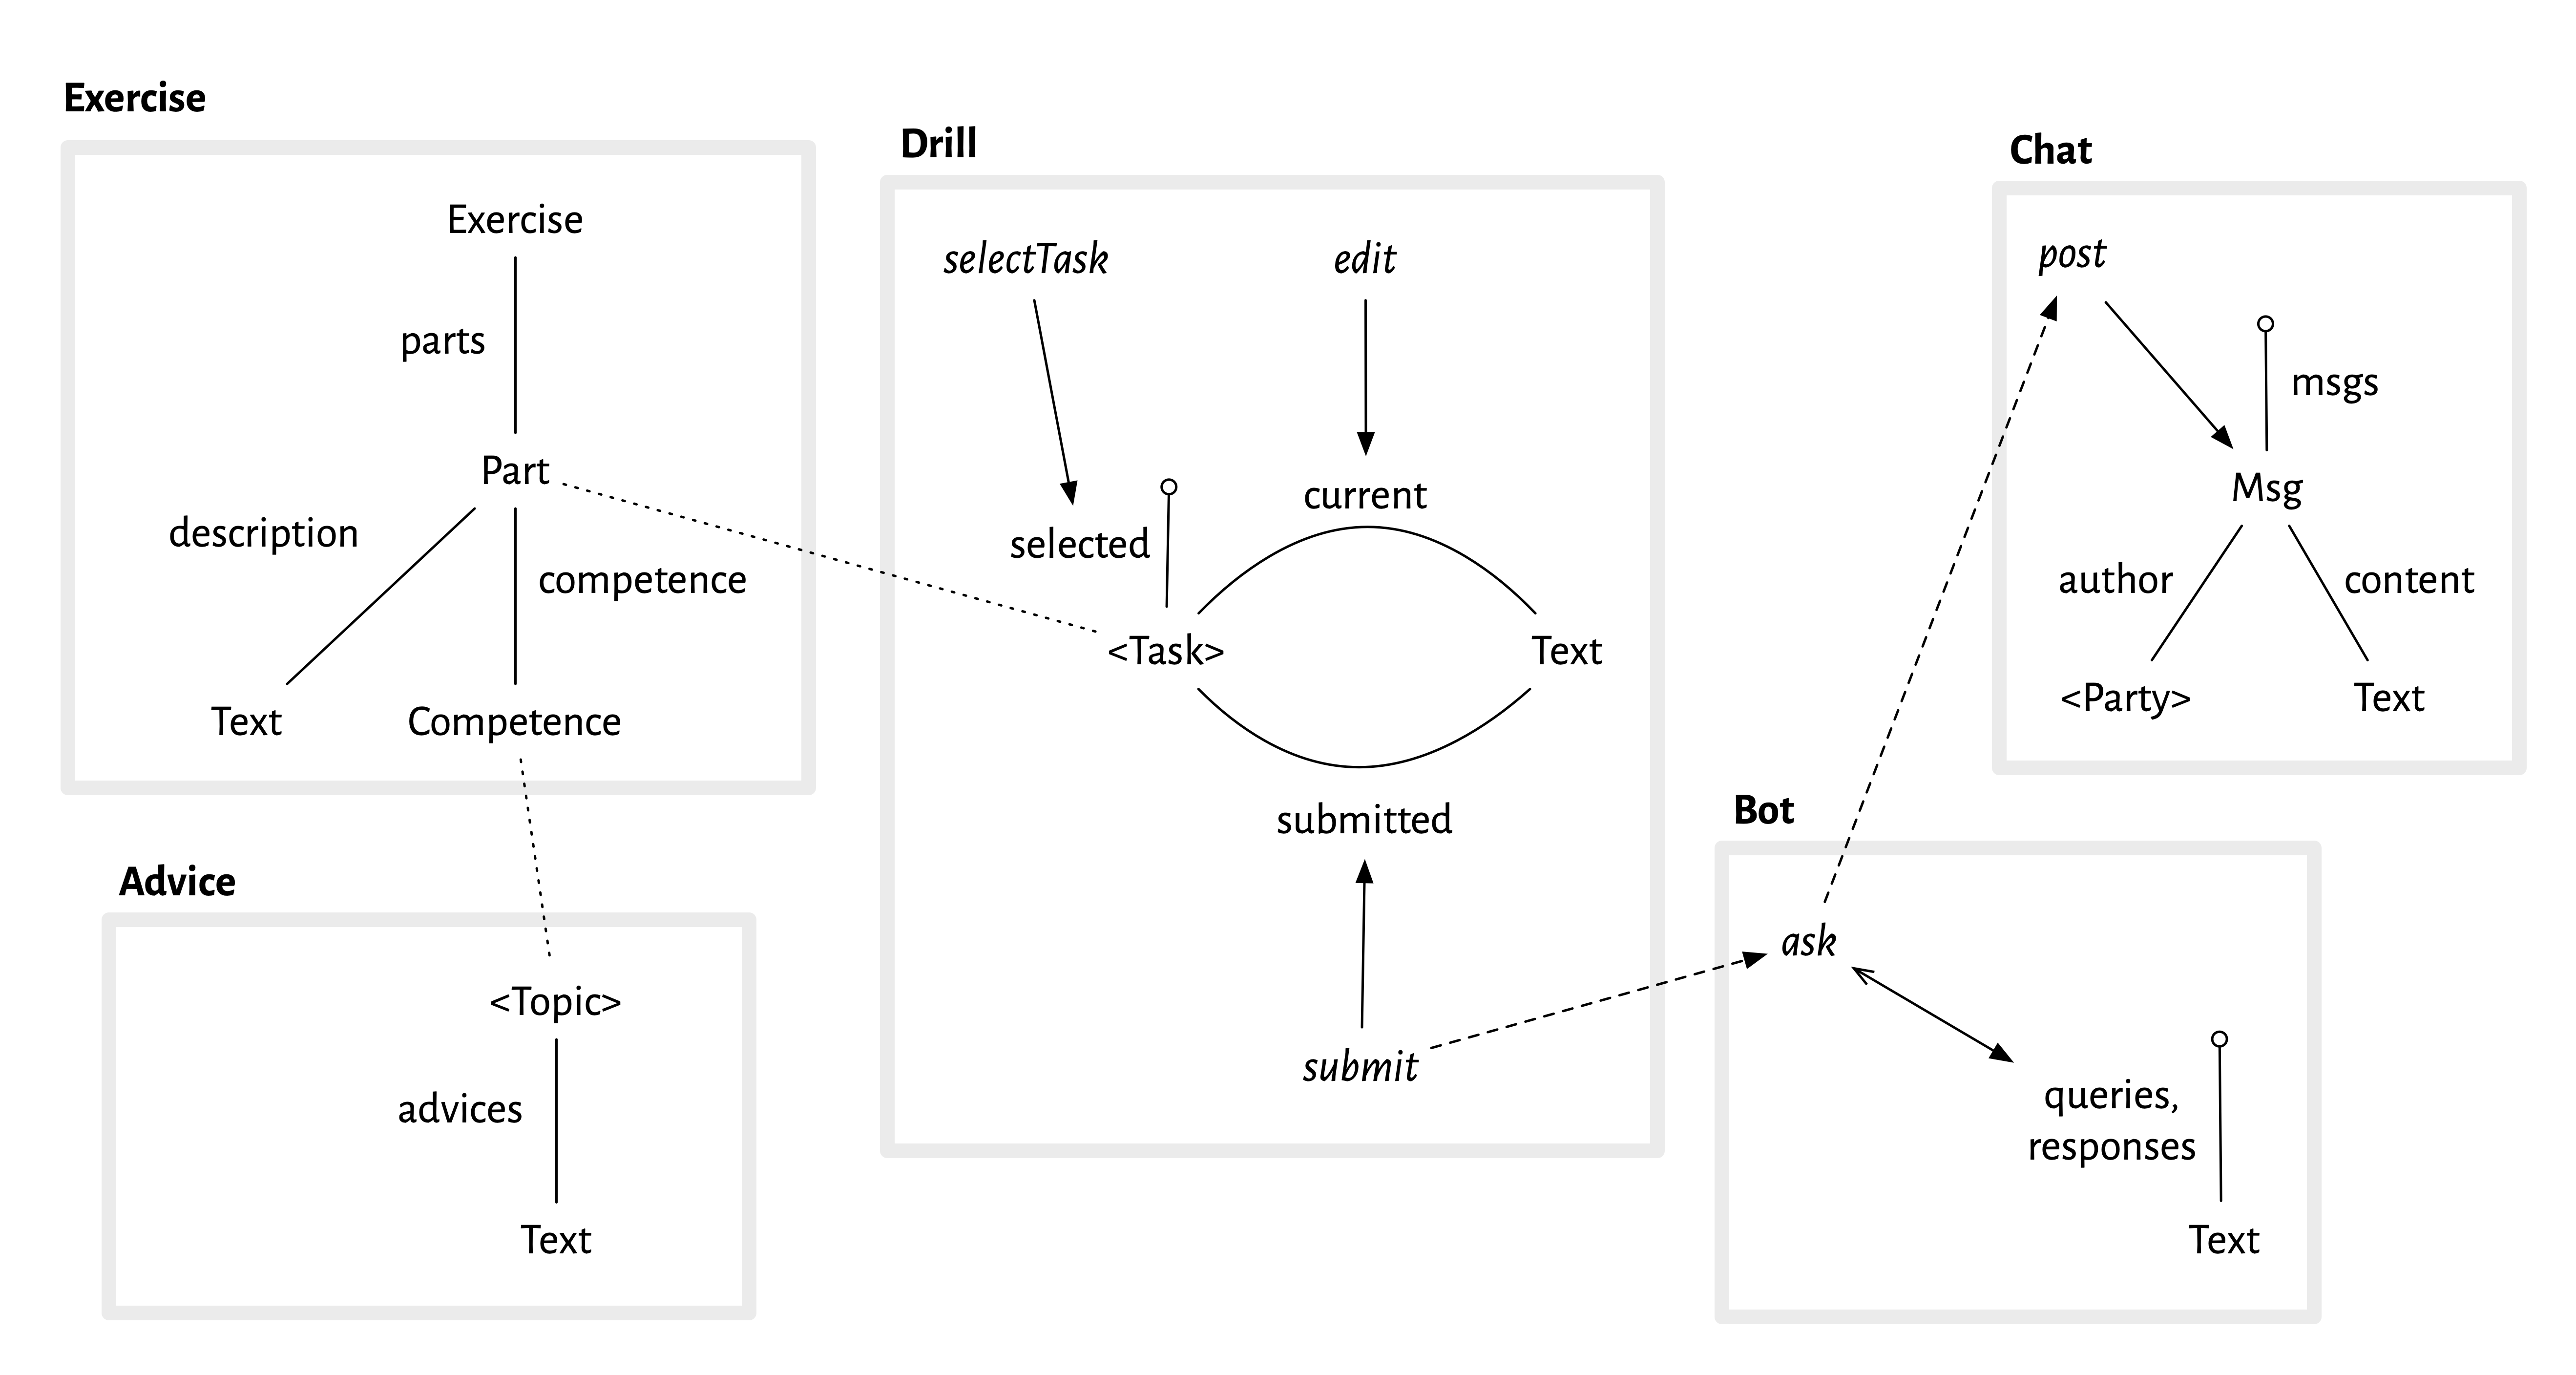 Exercise
Exercise
parts
Part
description
competence
Text
Competence
Advice
<Topic>
advices
Text
Drill
selectTask
edit
current
selected
<Task>
Text
submitted
submit
Chat
post
msgs
Msg
author
content
<Party>
Text
Bot
ask
queries,
responses
Text